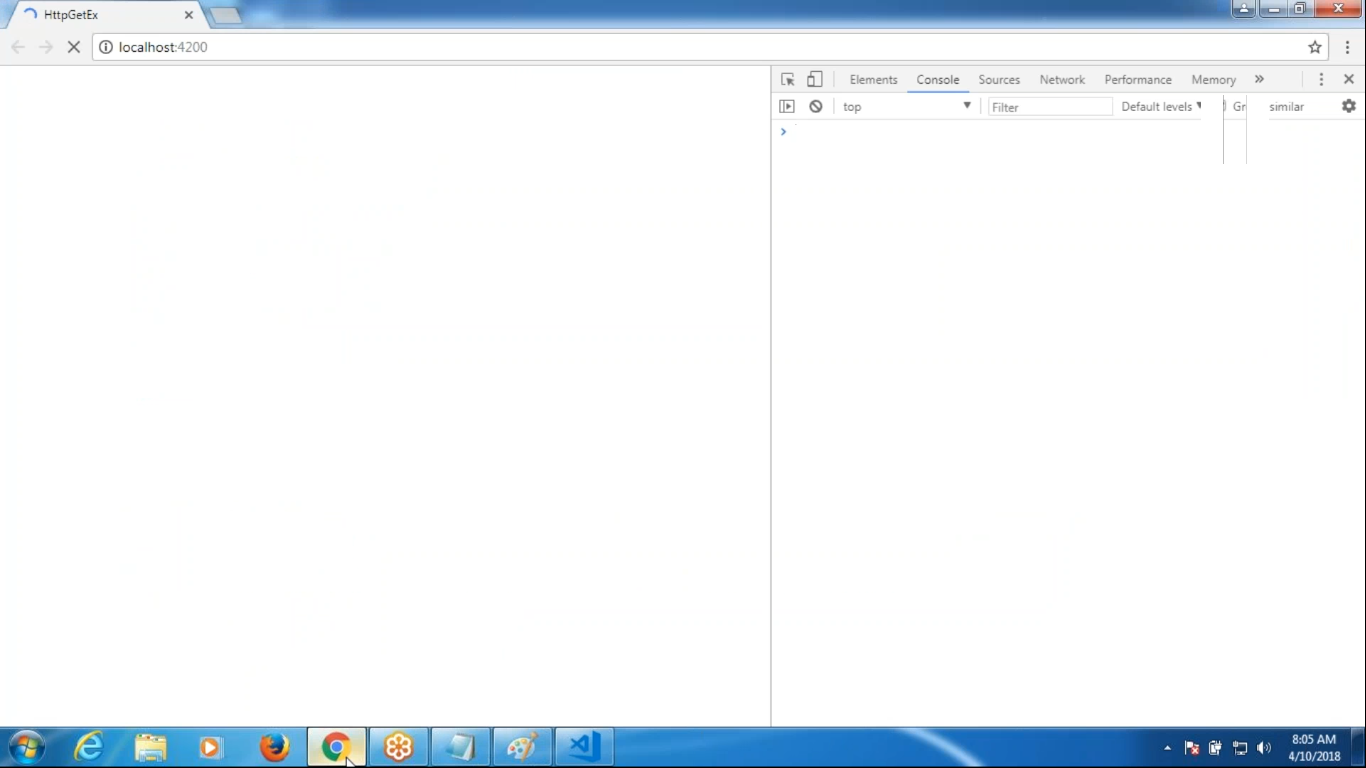 HttpGetEx
localhost:4200
Elements Console Sources Network Performance Memory
top Filter Default levels Gr similar
8:05 AM
4/10/2018